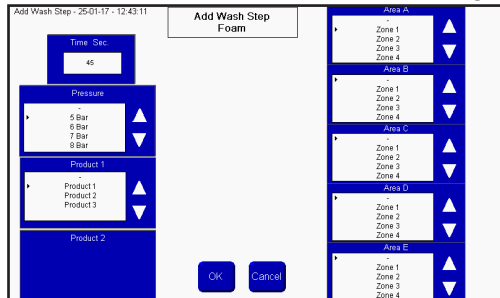 Add Wash Step - 25-01-17 - 12:43:11
Add Wash Step
Foam
Time Sec.
45
Pressure
-
5 Bar
6 Bar
7 Bar
8 Bar
Product 1
-
Product 1
Product 2
Product 3
Product 2
OK
Cancel
Area A
-
Zone 1
Zone 2
Zone 3
Zone 4
Area B
-
Zone 1
Zone 2
Zone 3
Zone 4
Area C
-
Zone 1
Zone 2
Zone 3
Zone 4
Area D
-
Zone 1
Zone 2
Zone 3
Zone 4
Area E
-
Zone 1
Zone 2
Zone 3
Zone 4